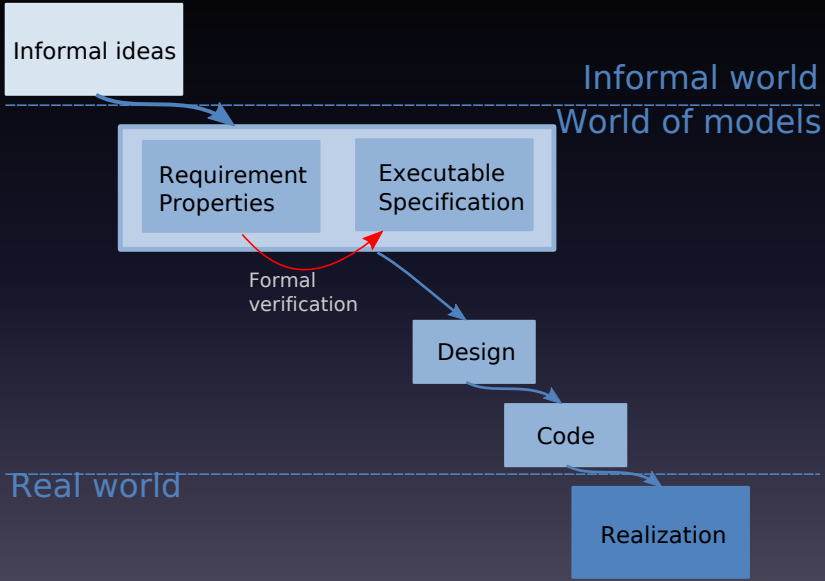 Informal ideas
Informal world
World of models
Requirement
Properties
Executable
Specification
Formal
verification
Design
Code
Real world
Realization